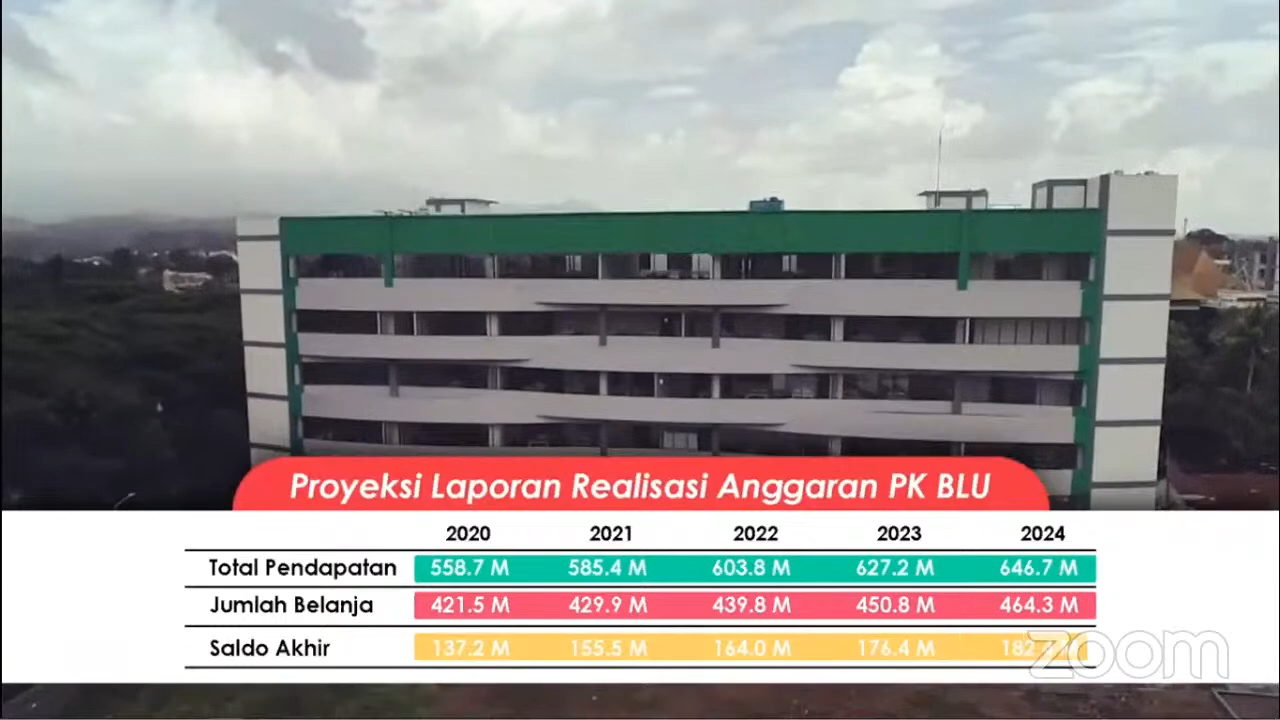 Proyeksi Laporan Realisasi Anggaran PK BLU
2020 2021 2022 2023 2024
Total Pendapatan 558.7 M 585.4 M 603.8 M 627.2 M 646.7 M
Jumlah Belanja 421.5 M 429.9 M 439.8 M 450.8 M 464.3 M
Saldo Akhir 137.2 M 155.5 M 164.0 M 176.4 M
zoom